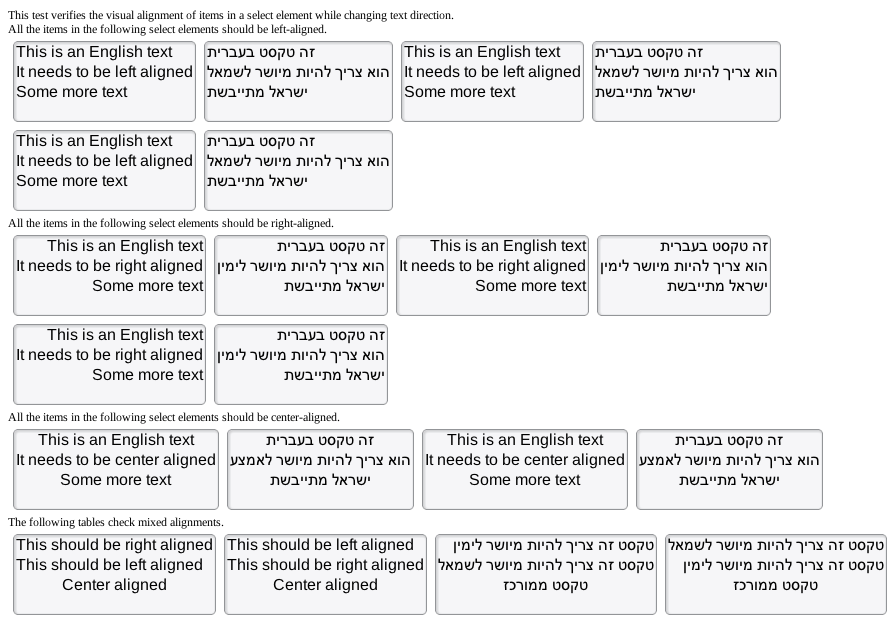 This test verifies the visual alignment of items in a select element while changing text direction.
All the items in the following select elements should be left-aligned.
This is an English text
It needs to be left aligned
Some more text
זה טקסט בעברית
הוא צריך להיות מיושר לשמאל
ישראל מתייבשת
This is an English text
It needs to be left aligned
Some more text
זה טקסט בעברית
הוא צריך להיות מיושר לשמאל
ישראל מתייבשת
This is an English text
It needs to be left aligned
Some more text
זה טקסט בעברית
הוא צריך להיות מיושר לשמאל
ישראל מתייבשת
All the items in the following select elements should be right-aligned.
This is an English text
It needs to be right aligned
Some more text
זה טקסט בעברית
הוא צריך להיות מיושר לימין
ישראל מתייבשת
This is an English text
It needs to be right aligned
Some more text
זה טקסט בעברית
הוא צריך להיות מיושר לימין
ישראל מתייבשת
This is an English text
It needs to be right aligned
Some more text
זה טקסט בעברית
הוא צריך להיות מיושר לימין
ישראל מתייבשת
All the items in the following select elements should be center-aligned.
This is an English text
It needs to be center aligned
Some more text
זה טקסט בעברית
הוא צריך להיות מיושר לאמצע
ישראל מתייבשת
This is an English text
It needs to be center aligned
Some more text
זה טקסט בעברית
הוא צריך להיות מיושר לאמצע
ישראל מתייבשת
The following tables check mixed alignments.
This should be right aligned
This should be left aligned
Center aligned
This should be left aligned
This should be right aligned
Center aligned
טקסט זה צריך להיות מיושר לימין
טקסט זה צריך להיות מיושר לשמאל
טקסט ממורכז
טקסט זה צריך להיות מיושר לשמאל
טקסט זה צריך להיות מיושר לימין
טקסט ממורכז